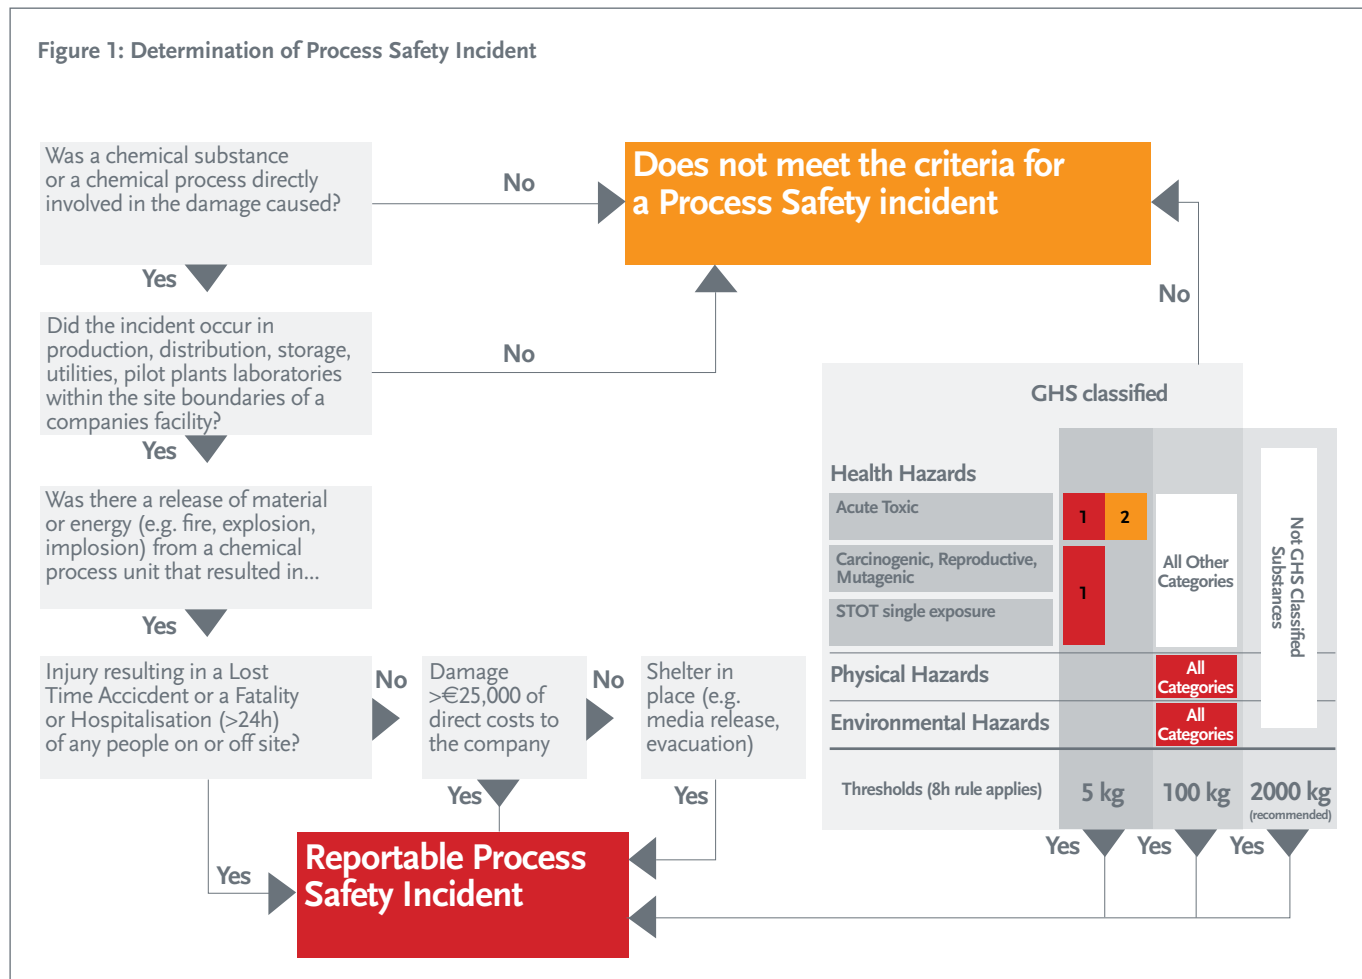 Figure 1: Determination of Process Safety Incident
Was a chemical substance
or a chemical process directly
involved in the damage caused?
No
Does not meet the criteria for
a Process Safety incident
Yes
No
Did the incident occur in
production, distribution, storage,
utilities, pilot plants laboratories
within the site boundaries of a
companies facility?
No
Yes
Was there a release of material
or energy (e.g. fire, explosion,
implosion) from a chemical
process unit that resulted in...
Yes
Injury resulting in a Lost
Time Accicdent or a Fatality
or Hospitalisation (>24h)
of any people on or off site?
No
Damage
>€25,000 of
direct costs to
the company
No
Shelter in
place (e.g.
media release,
evacuation)
Yes
Yes
Yes
Reportable Process
Safety Incident
GHS classified
Health Hazards
Acute Toxic
1
2
Carcinogenic, Reproductive,
Mutagenic
1
STOT single exposure
All Other
Categories
Not GHS Classified
Substances
Physical Hazards
All
Categories
Environmental Hazards
All
Categories
Thresholds (8h rule applies)
5 kg
100 kg
2000 kg
(recommended)
Yes
Yes
Yes